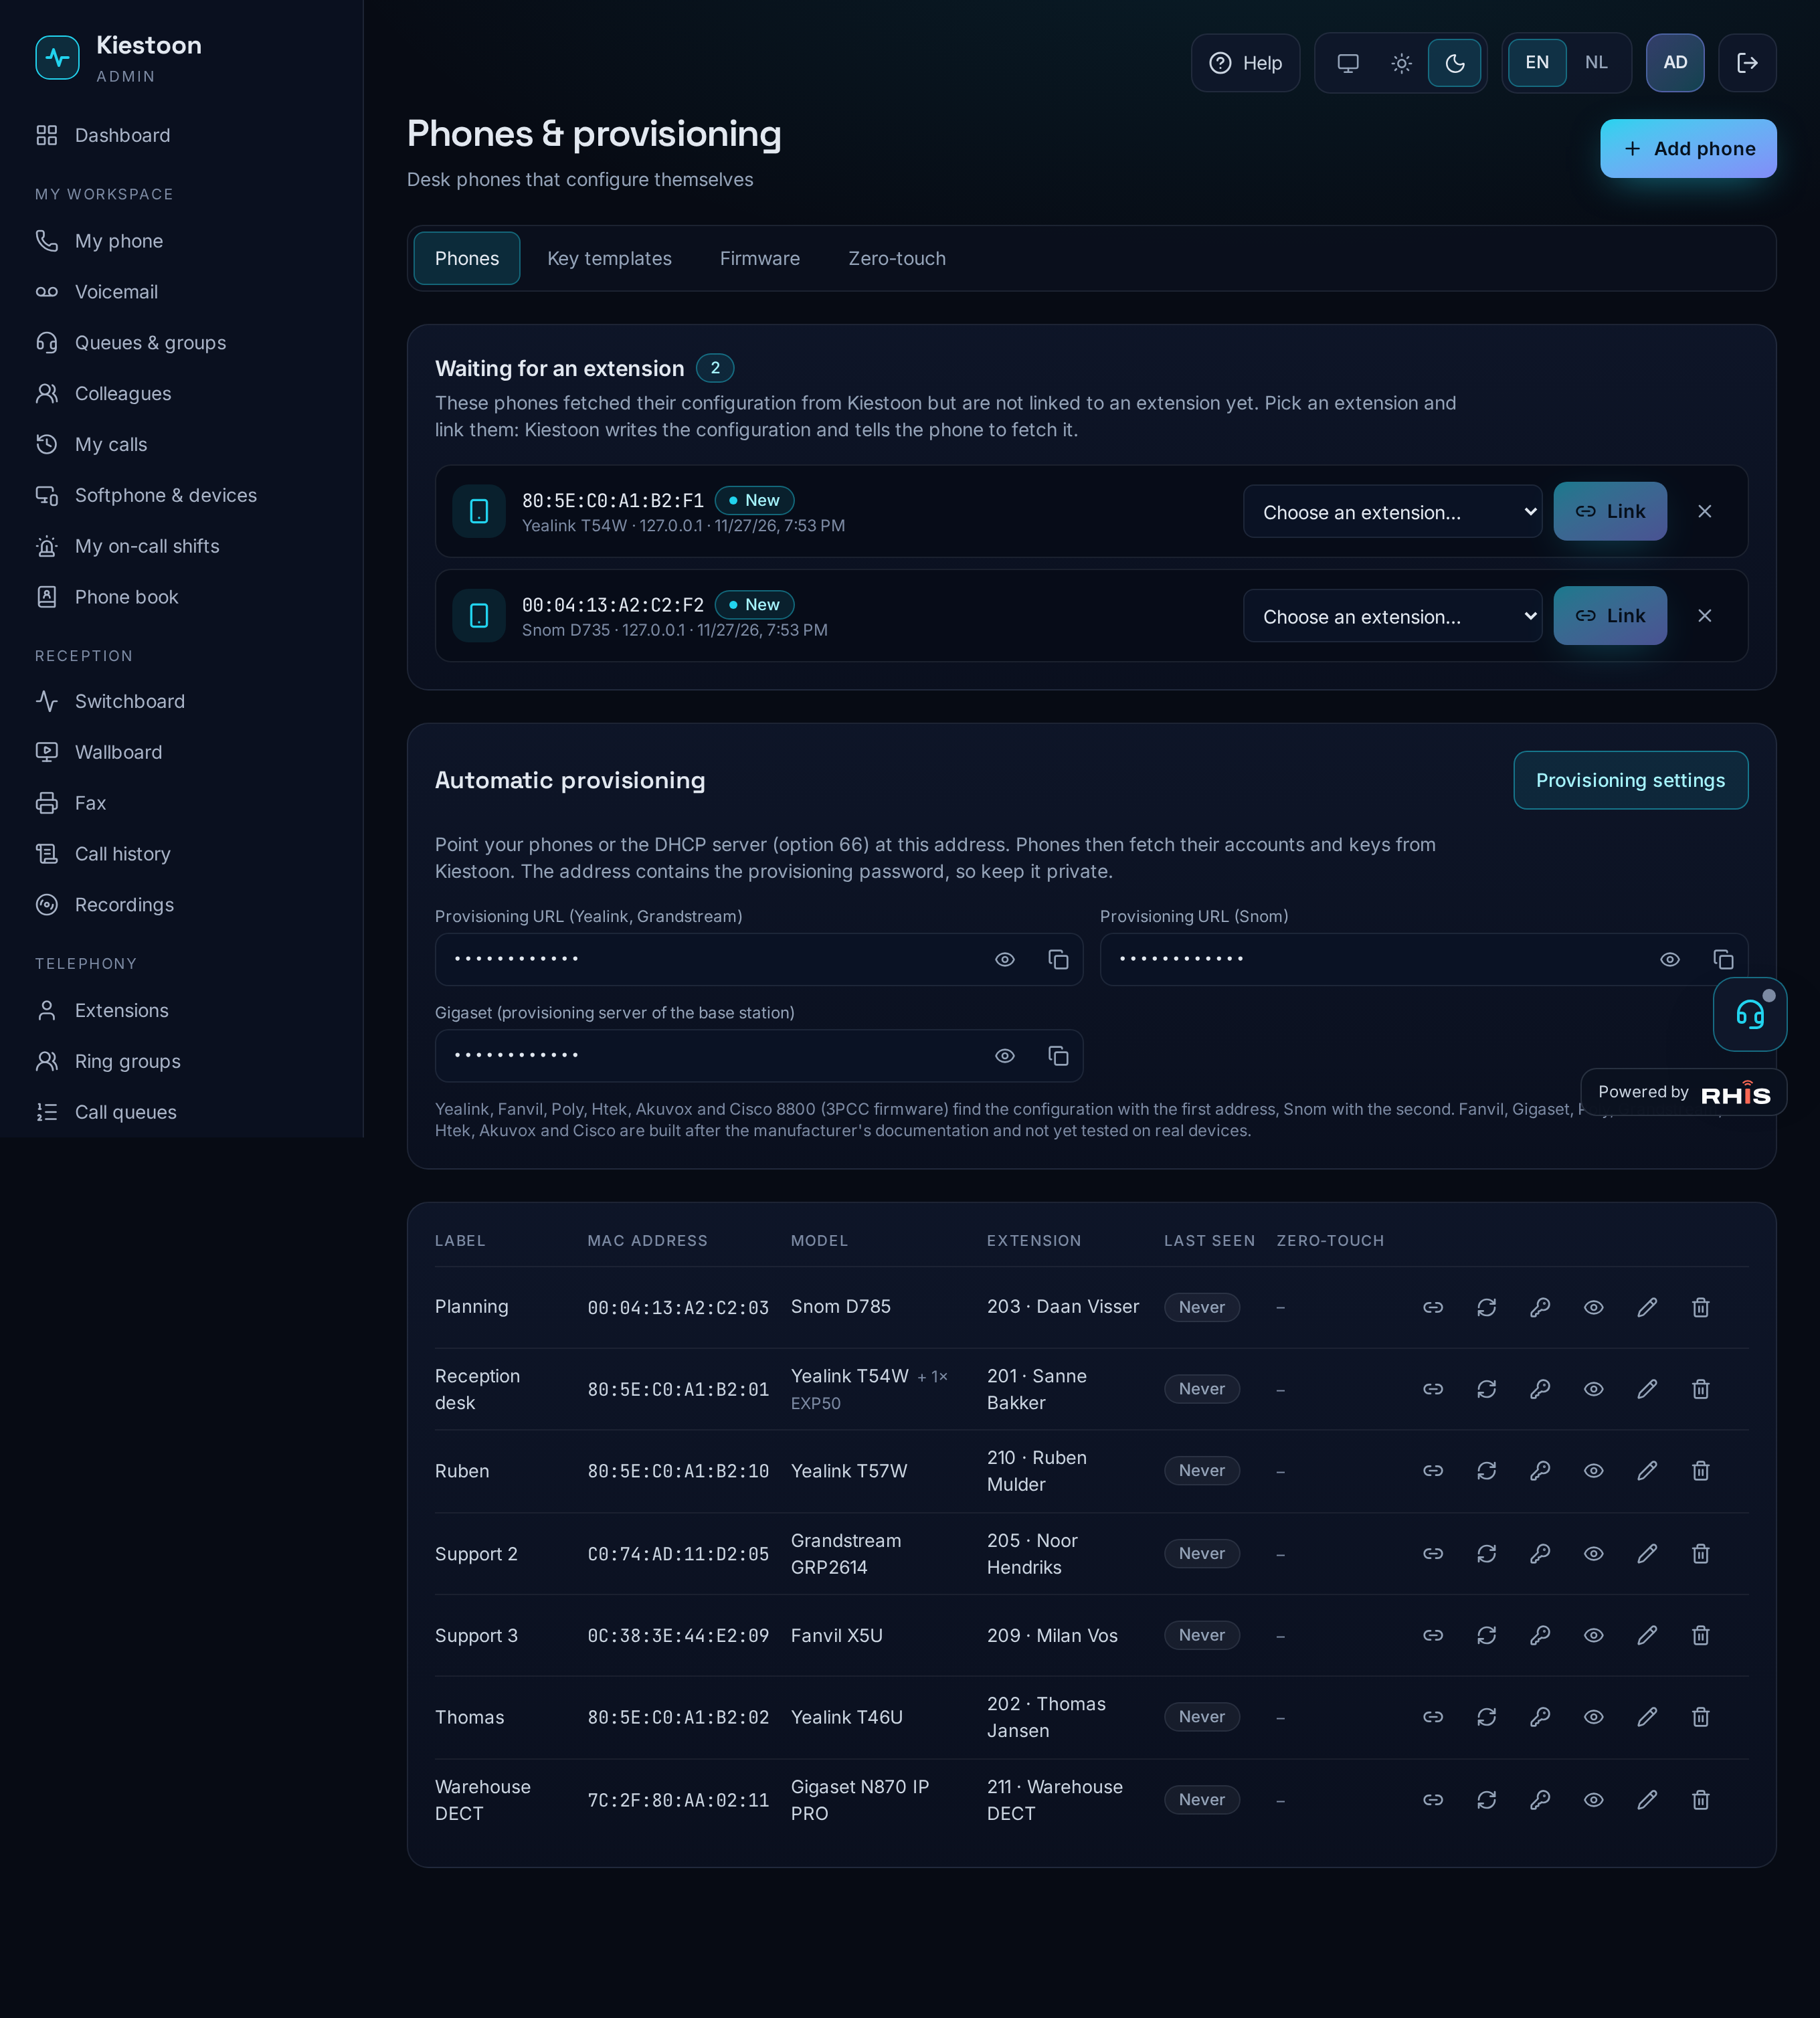 Kiestoon
ADMIN
Dashboard
MY WORKSPACE
My phone
Voicemail
Queues & groups
Colleagues
My calls
Softphone & devices
My on-call shifts
Phone book
RECEPTION
Switchboard
Wallboard
Fax
Call history
Recordings
TELEPHONY
Extensions
Ring groups
Call queues
Help
EN NL
AD
Phones & provisioning
Desk phones that configure themselves
+ Add phone
Phones Key templates Firmware Zero-touch
Waiting for an extension 2
These phones fetched their configuration from Kiestoon but are not linked to an extension yet. Pick an extension and
link them: Kiestoon writes the configuration and tells the phone to fetch it.
80:5E:C0:A1:B2:F1 New
Yealink T54W · 127.0.0.1 · 11/27/26, 7:53 PM
Choose an extension... Link
00:04:13:A2:C2:F2 New
Snom D735 · 127.0.0.1 · 11/27/26, 7:53 PM
Choose an extension... Link
Automatic provisioning
Provisioning settings
Point your phones or the DHCP server (option 66) at this address. Phones then fetch their accounts and keys from
Kiestoon. The address contains the provisioning password, so keep it private.
Provisioning URL (Yealink, Grandstream)
••••••••••••
Provisioning URL (Snom)
••••••••••••
Gigaset (provisioning server of the base station)
••••••••••••
Yealink, Fanvil, Poly, Htek, Akuvox and Cisco 8800 (3PCC firmware) find the configuration with the first address, Snom with the second. Fanvil, Gigaset,
Htek, Akuvox and Cisco are built after the manufacturer's documentation and not yet tested on real devices.
Powered by RHIS
LABEL MAC ADDRESS MODEL EXTENSION LAST SEEN ZERO-TOUCH
Planning 00:04:13:A2:C2:03 Snom D785 203 · Daan Visser Never –
Reception desk 80:5E:C0:A1:B2:01 Yealink T54W + 1× EXP50 201 · Sanne Bakker Never –
Ruben 80:5E:C0:A1:B2:10 Yealink T57W 210 · Ruben Mulder Never –
Support 2 C0:74:AD:11:D2:05 Grandstream GRP2614 205 · Noor Hendriks Never –
Support 3 0C:38:3E:44:E2:09 Fanvil X5U 209 · Milan Vos Never –
Thomas 80:5E:C0:A1:B2:02 Yealink T46U 202 · Thomas Jansen Never –
Warehouse DECT 7C:2F:80:AA:02:11 Gigaset N870 IP PRO 211 · Warehouse DECT Never –